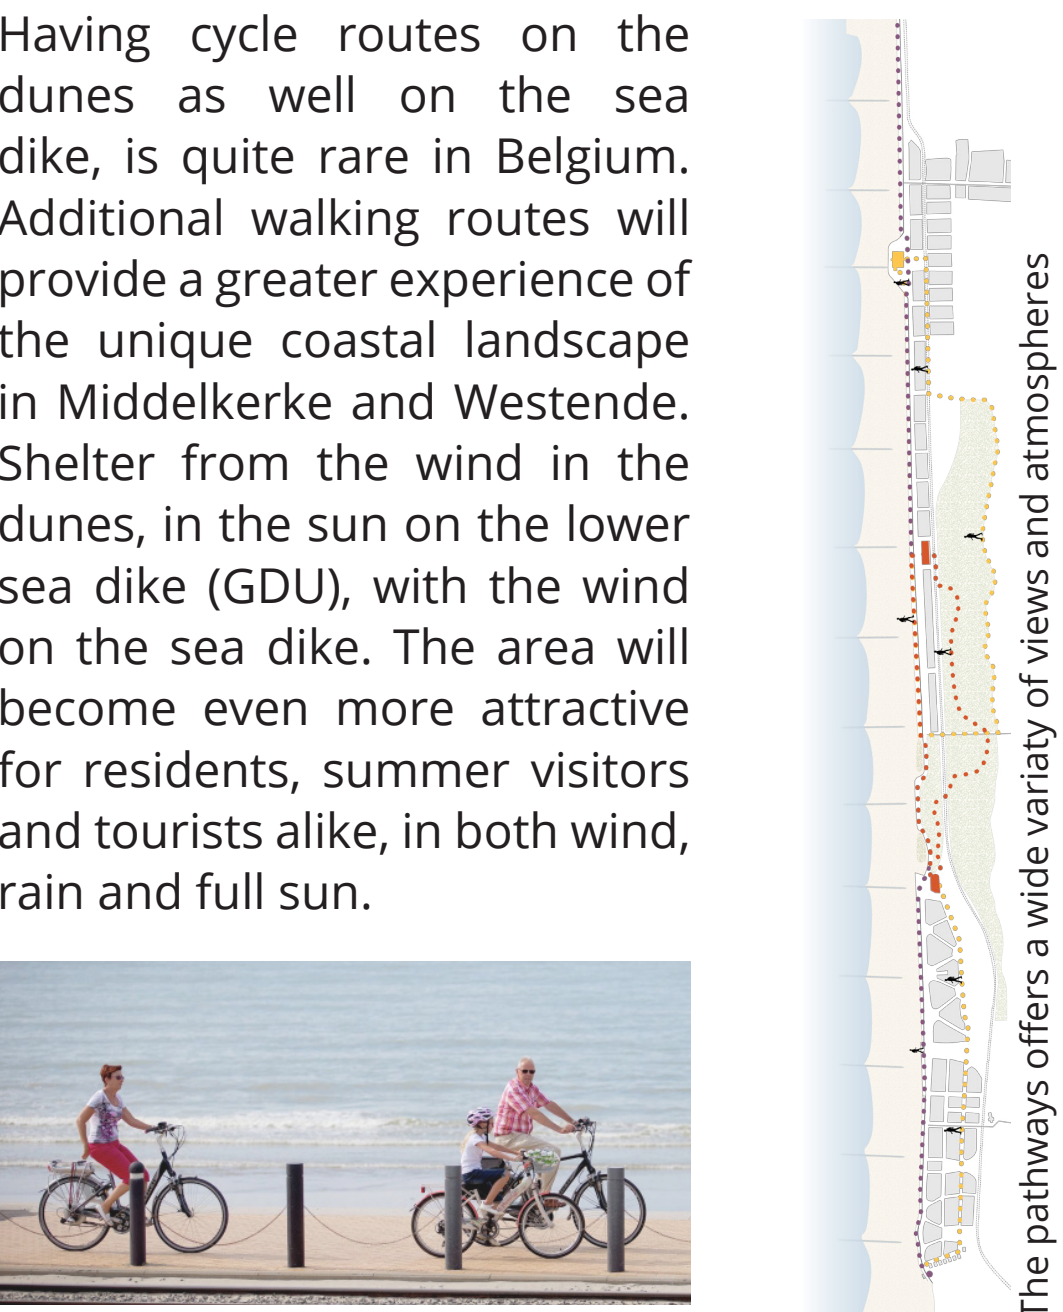 Having cycle routes on the
dunes as well on the sea
dike, is quite rare in Belgium.
Additional walking routes will
provide a greater experience of
the unique coastal landscape
in Middelkerke and Westende.
Shelter from the wind in the
dunes, in the sun on the lower
sea dike (GDU), with the wind
on the sea dike. The area will
become even more attractive
for residents, summer visitors
and tourists alike, in both wind,
rain and full sun.
The pathways offers a wide variaty of views and atmospheres